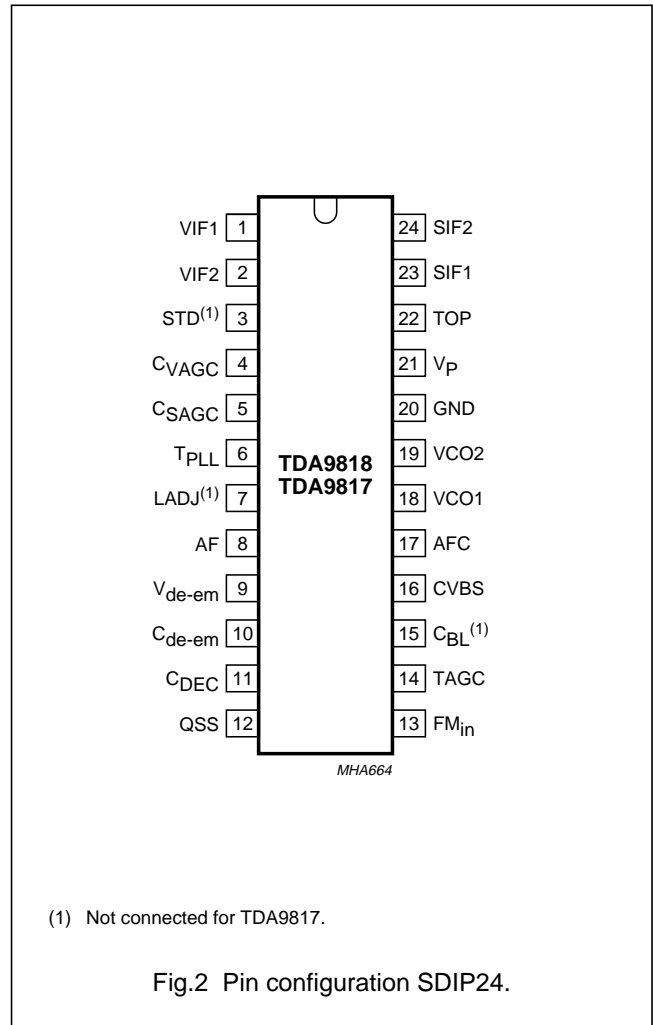 VIF1 1 24 SIF2
VIF2 2 23 SIF1
STD(1) 3 22 TOP
CVAGC 4 21 VP
CSAGC 5 20 GND
TPLL 6 19 VCO2
TDA9818
TDA9817
LADJ(1) 7 18 VCO1
AF 8 17 AFC
Vde-em 9 16 CVBS
Cde-em 10 15 CBL(1)
CDEC 11 14 TAGC
QSS 12 13 FMin
MHA664
(1) Not connected for TDA9817.
Fig.2 Pin configuration SDIP24.